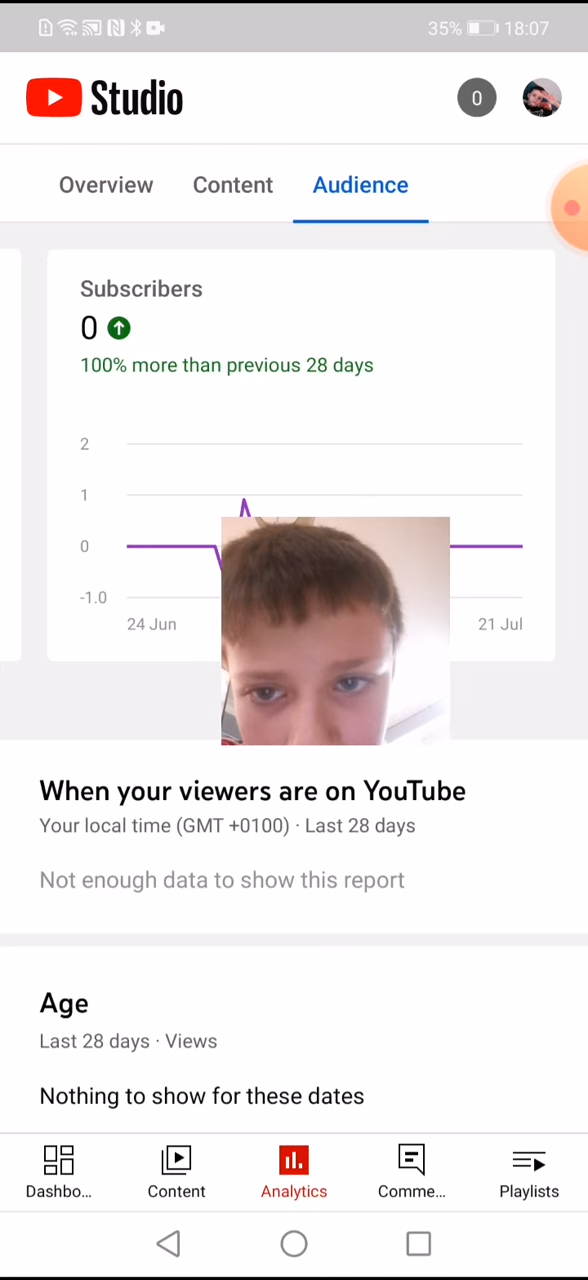 35% 18:07
Studio
0
Overview Content Audience
Subscribers
0
100% more than previous 28 days
2
1
0
-1.0
24 Jun 21 Jul
When your viewers are on YouTube
Your local time (GMT +0100) · Last 28 days
Not enough data to show this report
Age
Last 28 days · Views
Nothing to show for these dates
Dashbo... Content Analytics Comme... Playlists